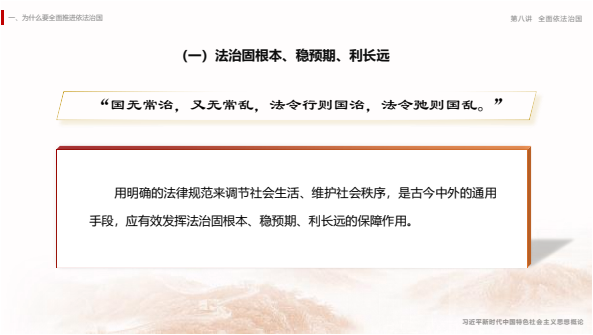 一、为什么要全面推进依法治国
第八讲 全面依法治国
（一）法治固根本、稳预期、利长远
“国无常治，又无常乱，法令行则国治，法令弛则国乱。”
用明确的法律规范来调节社会生活、维护社会秩序，是古今中外的通用
手段，应有效发挥法治固根本、稳预期、利长远的保障作用。
习近平新时代中国特色社会主义思想概论